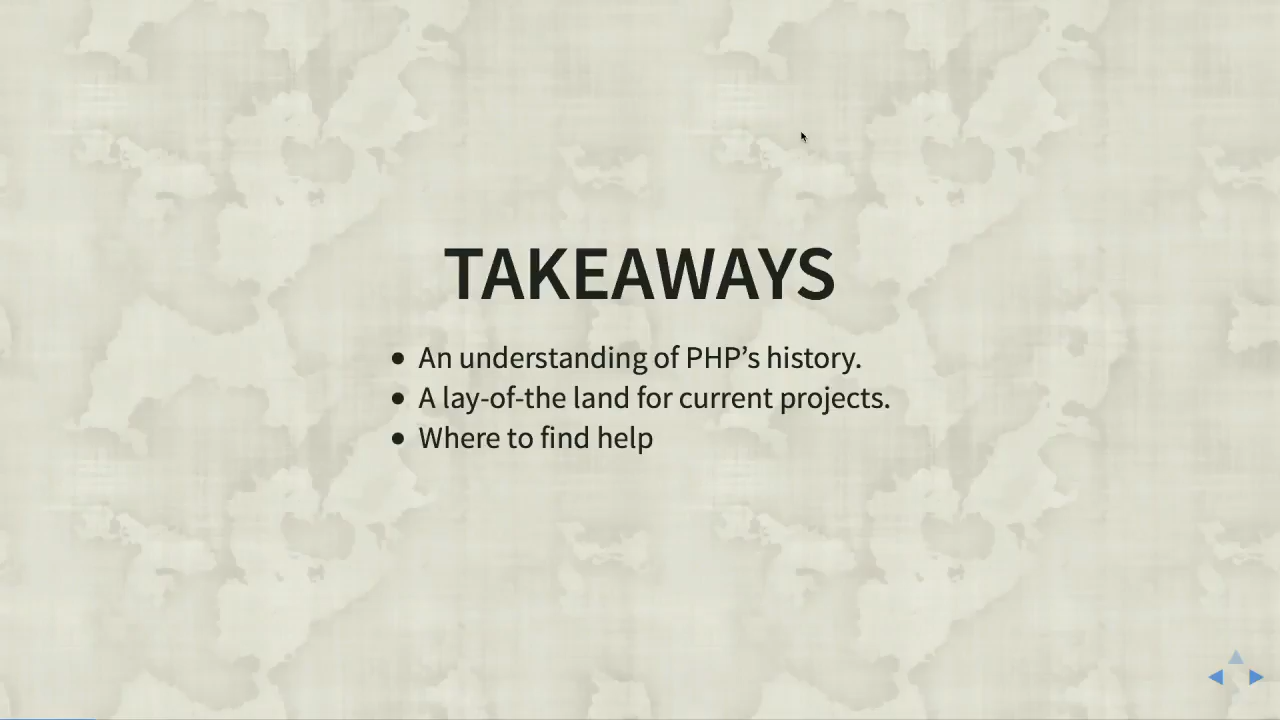 TAKEAWAYS
• An understanding of PHP’s history.
• A lay-of-the land for current projects.
• Where to find help